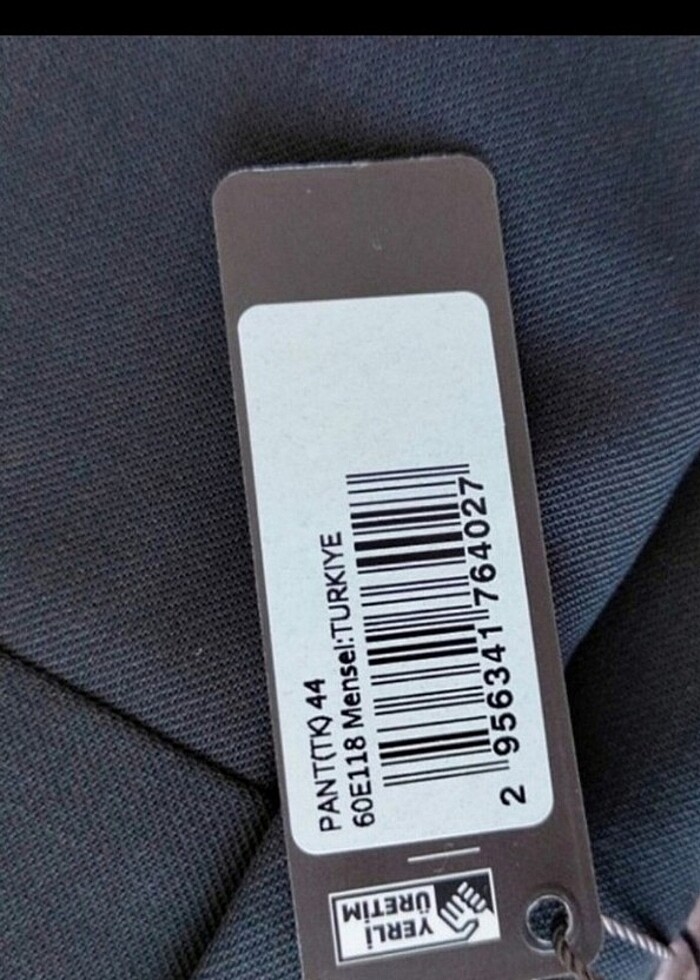 PANT(TK) 44
60E118 Mensei:TURKIYE
2 956341 764027
YERLİ
ÜRETİM